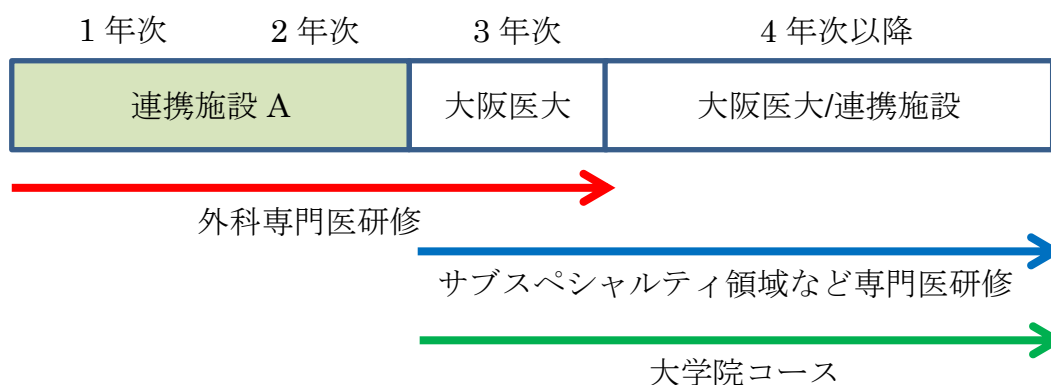 1 年次 2 年次 3 年次 4 年次以降
連携施設 A 大阪医大 大阪医大/連携施設
外科専門医研修
サブスペシャルティ領域など専門医研修
大学院コース